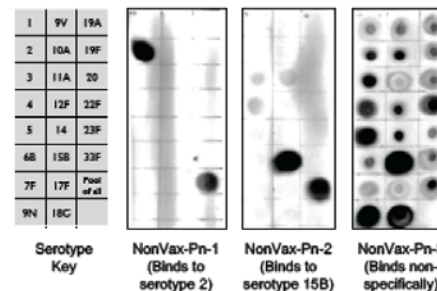 1 9V 19A
2 10A 19F
3 11A 20
4 12F 22F
5 14 23F
6B 15B 33F
7F 17F Pool of all
9N 18C
Serotype Key
NonVax-Pn-1
(Binds to
serotype 2)
NonVax-Pn-2
(Binds to
serotype 15B)
NonVax-Pn-
(Binds non-
specifically)